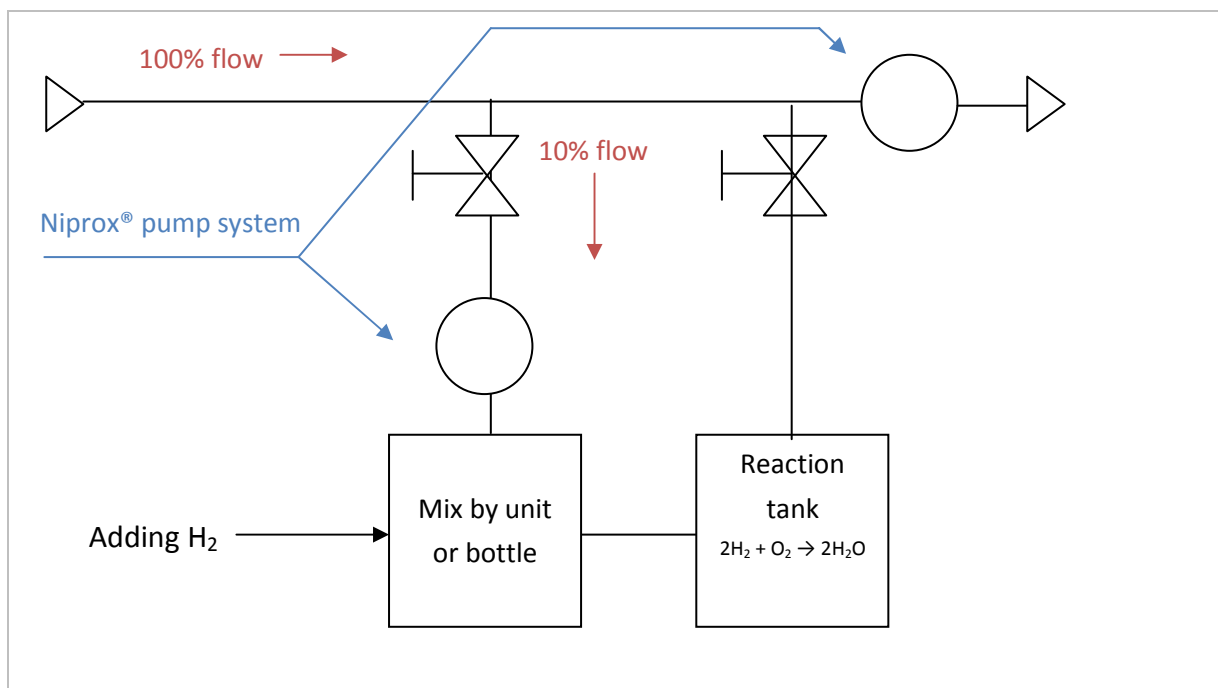 100% flow
10% flow
Niprox® pump system
Reaction
tank
2H₂ + O₂ → 2H₂O
Mix by unit
or bottle
Adding H₂